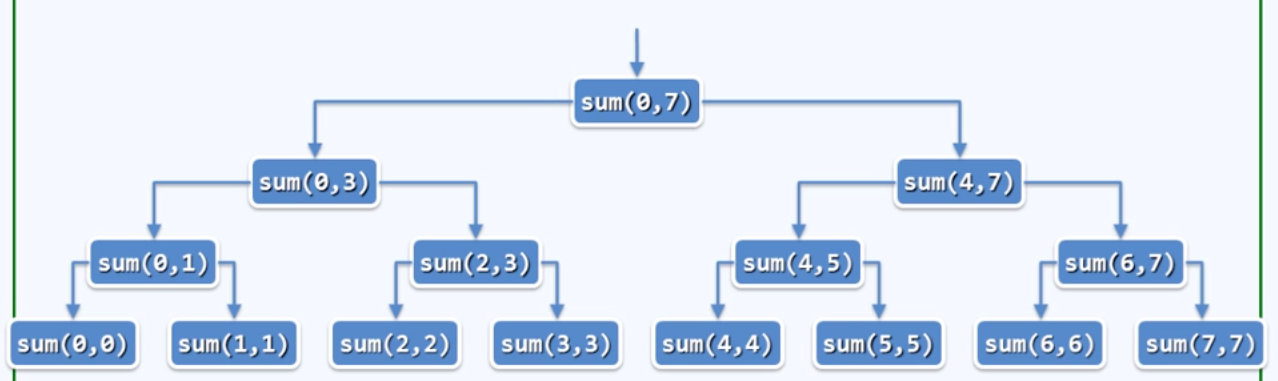 sum(0,7)
sum(0,3) sum(4,7)
sum(0,1) sum(2,3) sum(4,5) sum(6,7)
sum(0,0) sum(1,1) sum(2,2) sum(3,3) sum(4,4) sum(5,5) sum(6,6) sum(7,7)